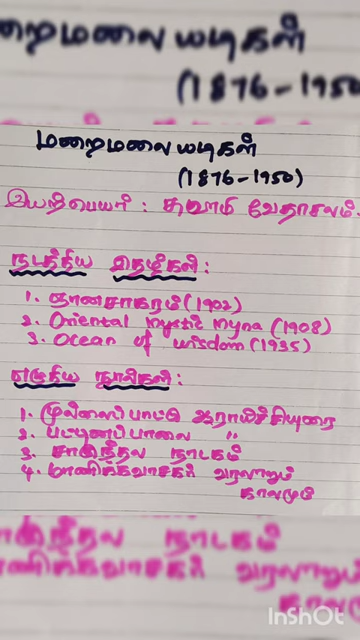 மறைமலை யடிகள்
(1876-1950
மறைமலை யடிகள்
(1876-1950)
இயற்பெயர் : சுவாமி வேதாசலம்.
நடத்திய இதழ்கள் :
1. ஞானசாகரம் (1902)
2. Oriental mystic myna (1908)
3. Ocean of wisdom (1935)
எழுதிய நூல்கள் :
1. முல்லைப்பாட்டு ஆராய்ச்சியுரை
2. பட்டினப்பாலை "
3. சாகுந்தல நாடகம்
4. மாணிக்கவாசகர் வரலாறும்
காலமும்
சாகுந்தல நாடகம்
ணிக்கவாசகர் வரலாறும்
InShOt